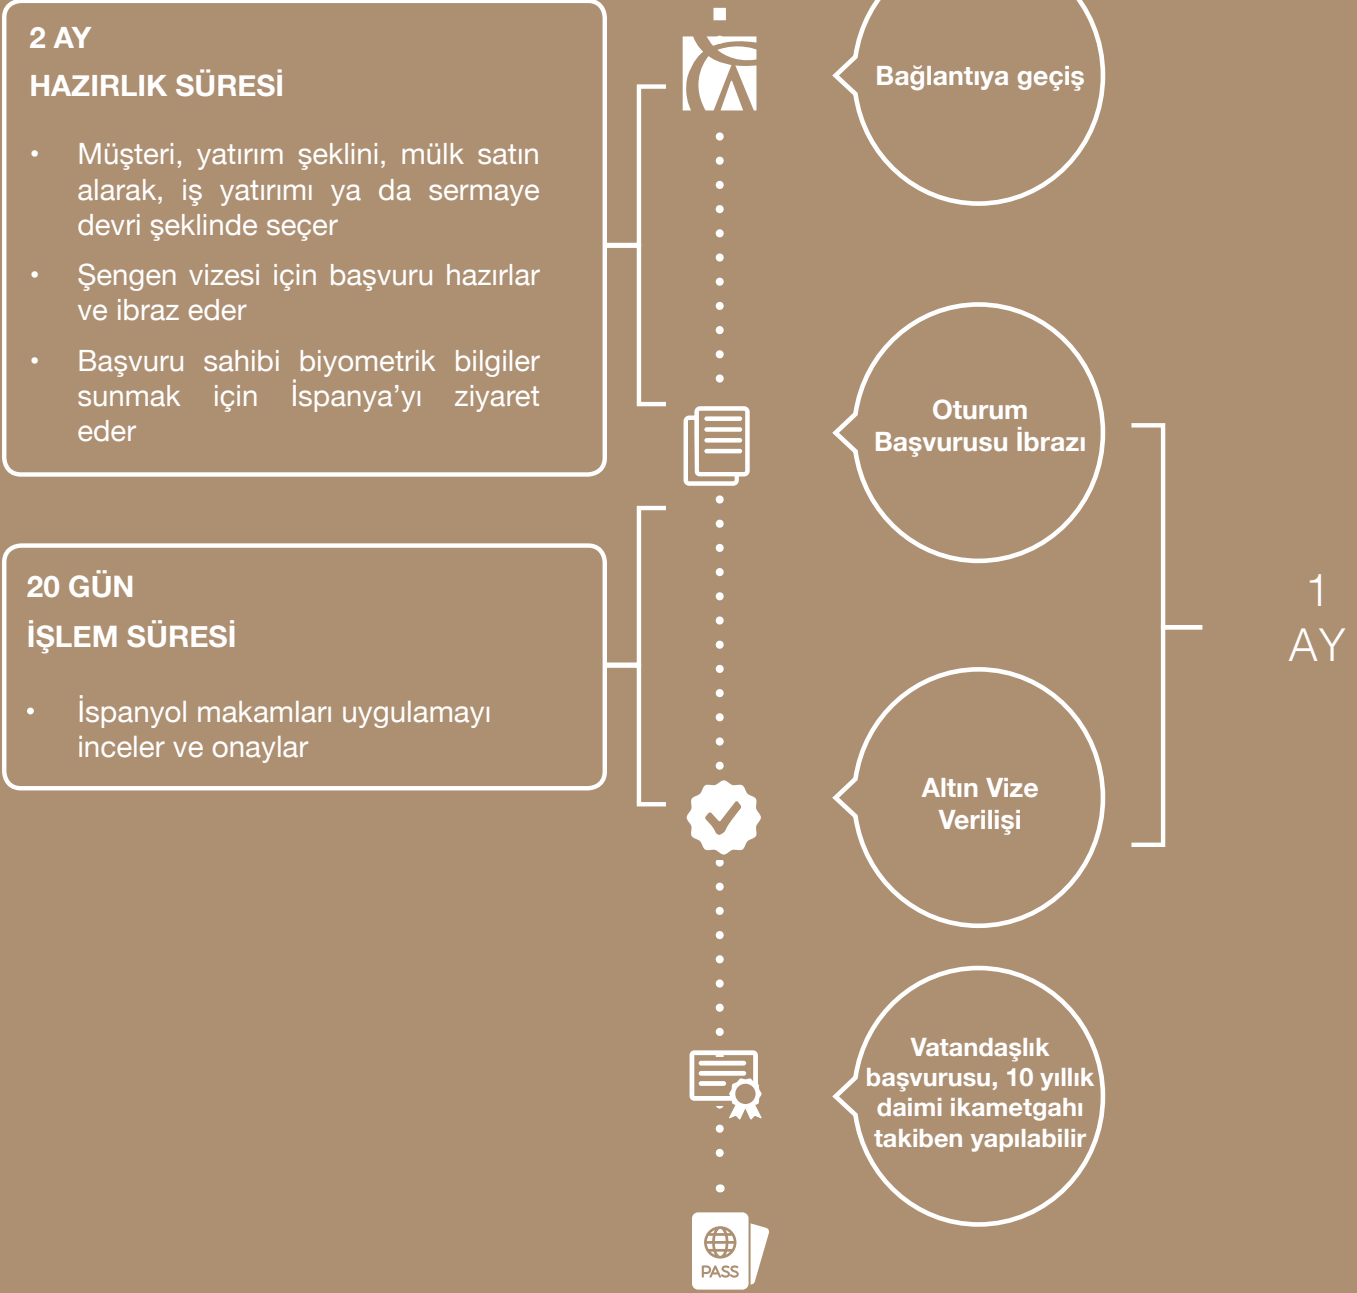 2 AY
HAZIRLIK SÜRESİ
• Müşteri, yatırım şeklini, mülk satın
alarak, iş yatırımı ya da sermaye
devri şeklinde seçer
• Şengen vizesi için başvuru hazırlar
ve ibraz eder
• Başvuru sahibi biyometrik bilgiler
sunmak için İspanya’yı ziyaret
eder
20 GÜN
İŞLEM SÜRESİ
• İspanyol makamları uygulamayı
inceler ve onaylar
Bağlantıya geçiş
Oturum
Başvurusu İbrazı
Altın Vize
Verilişi
1
AY
Vatandaşlık
başvurusu, 10 yıllık
daimi ikametgahı
takiben yapılabilir
PASS